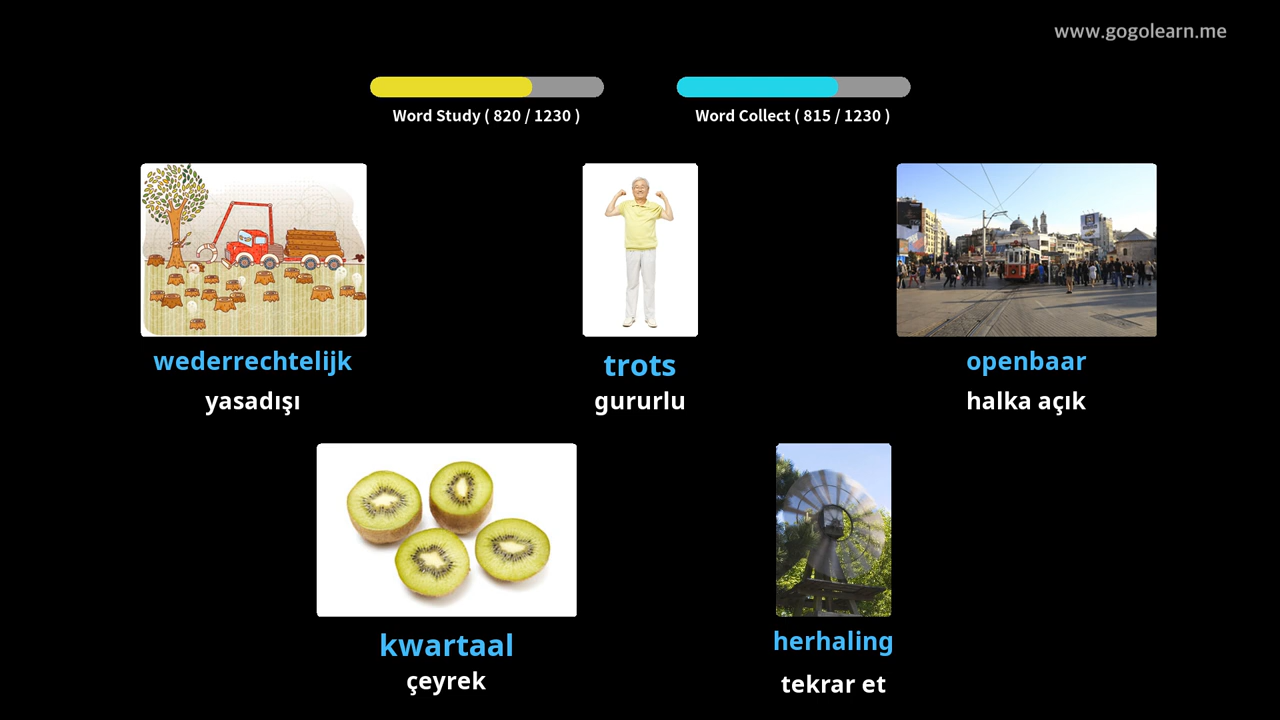 www.gogolearn.me
Word Study ( 820 / 1230 )
Word Collect ( 815 / 1230 )
wederrechtelijk
yasadışı
trots
gururlu
openbaar
halka açık
kwartaal
çeyrek
herhaling
tekrar et